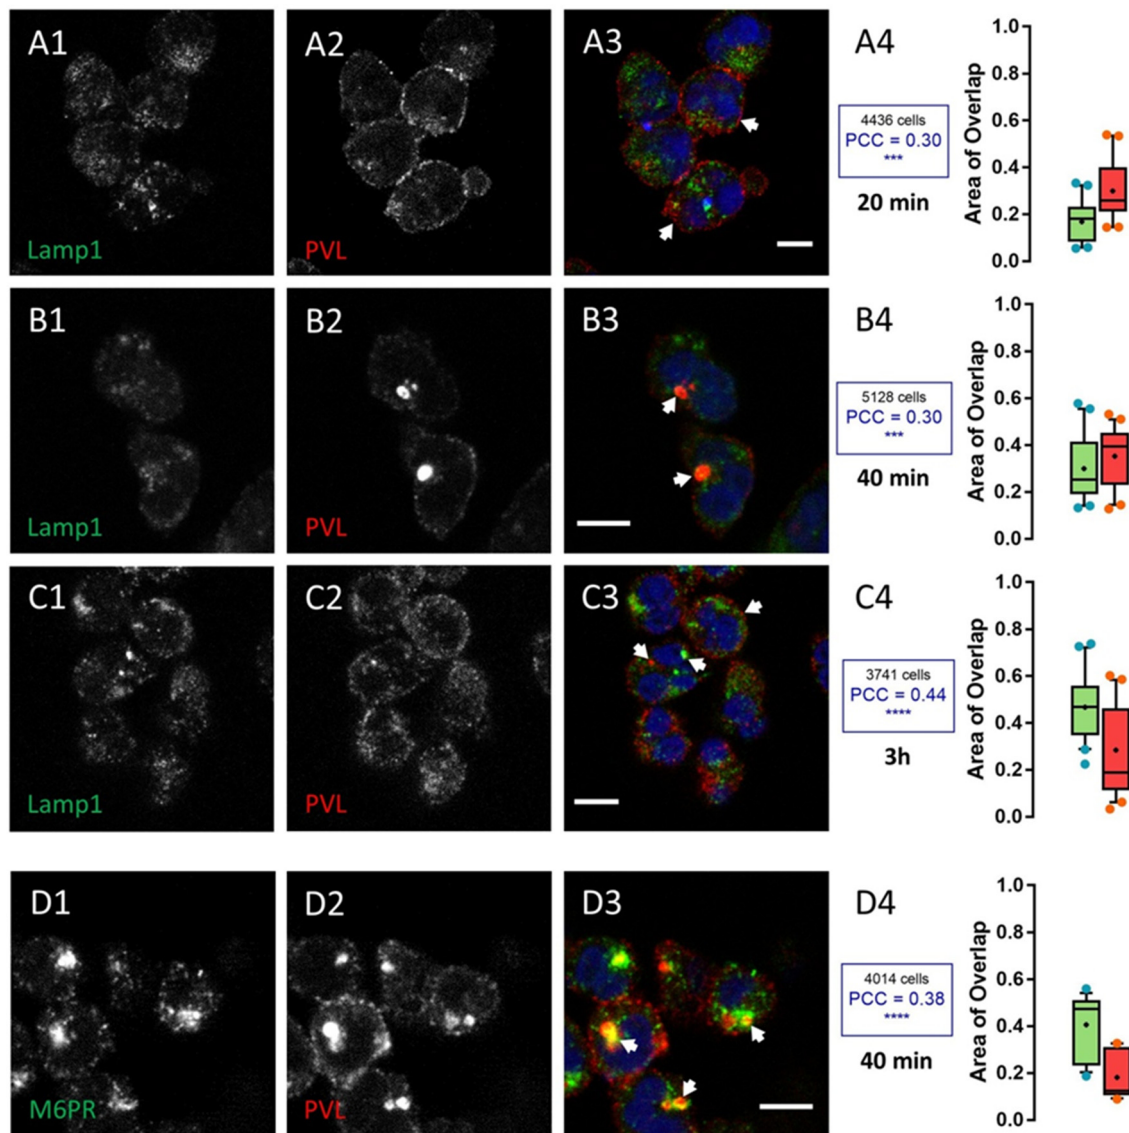 A1
Lamp1
A2
PVL
A3
A4
4436 cells
PCC = 0.30
***
20 min
Area of Overlap
1.0
0.8
0.6
0.4
0.2
0.0
B1
Lamp1
B2
PVL
B3
B4
5128 cells
PCC = 0.30
***
40 min
Area of Overlap
1.0
0.8
0.6
0.4
0.2
0.0
C1
Lamp1
C2
PVL
C3
C4
3741 cells
PCC = 0.44
****
3h
Area of Overlap
1.0
0.8
0.6
0.4
0.2
0.0
D1
M6PR
D2
PVL
D3
D4
4014 cells
PCC = 0.38
****
40 min
Area of Overlap
1.0
0.8
0.6
0.4
0.2
0.0